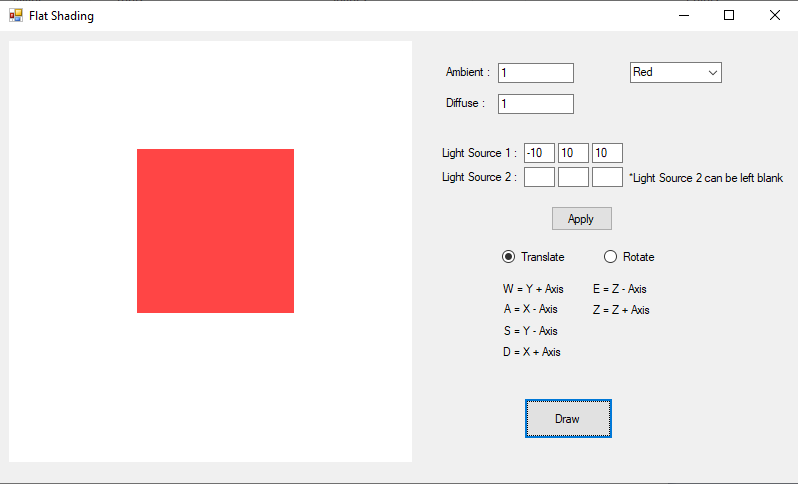 Flat Shading
Ambient : 1 Red
Diffuse : 1
Light Source 1 : -10 10 10
Light Source 2 : *Light Source 2 can be left blank
Apply
Translate Rotate
W = Y + Axis E = Z - Axis
A = X - Axis Z = Z + Axis
S = Y - Axis
D = X + Axis
Draw